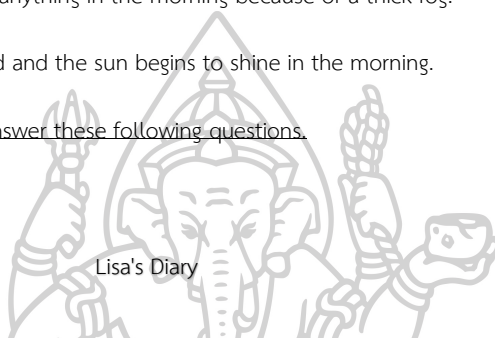 anything in the morning because of a thick fog.
and the sun begins to shine in the morning.
these following questions.
Lisa's Diary